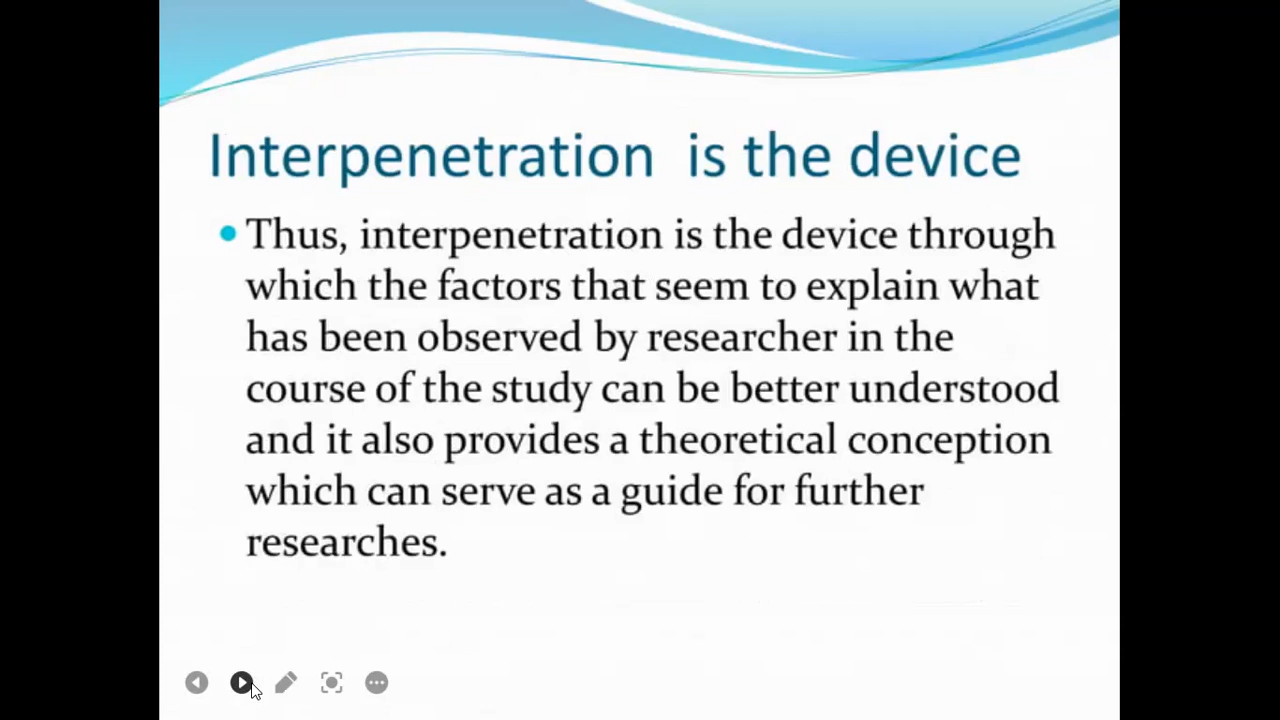 Interpenetration is the device
Thus, interpenetration is the device through
which the factors that seem to explain what
has been observed by researcher in the
course of the study can be better understood
and it also provides a theoretical conception
which can serve as a guide for further
researches.